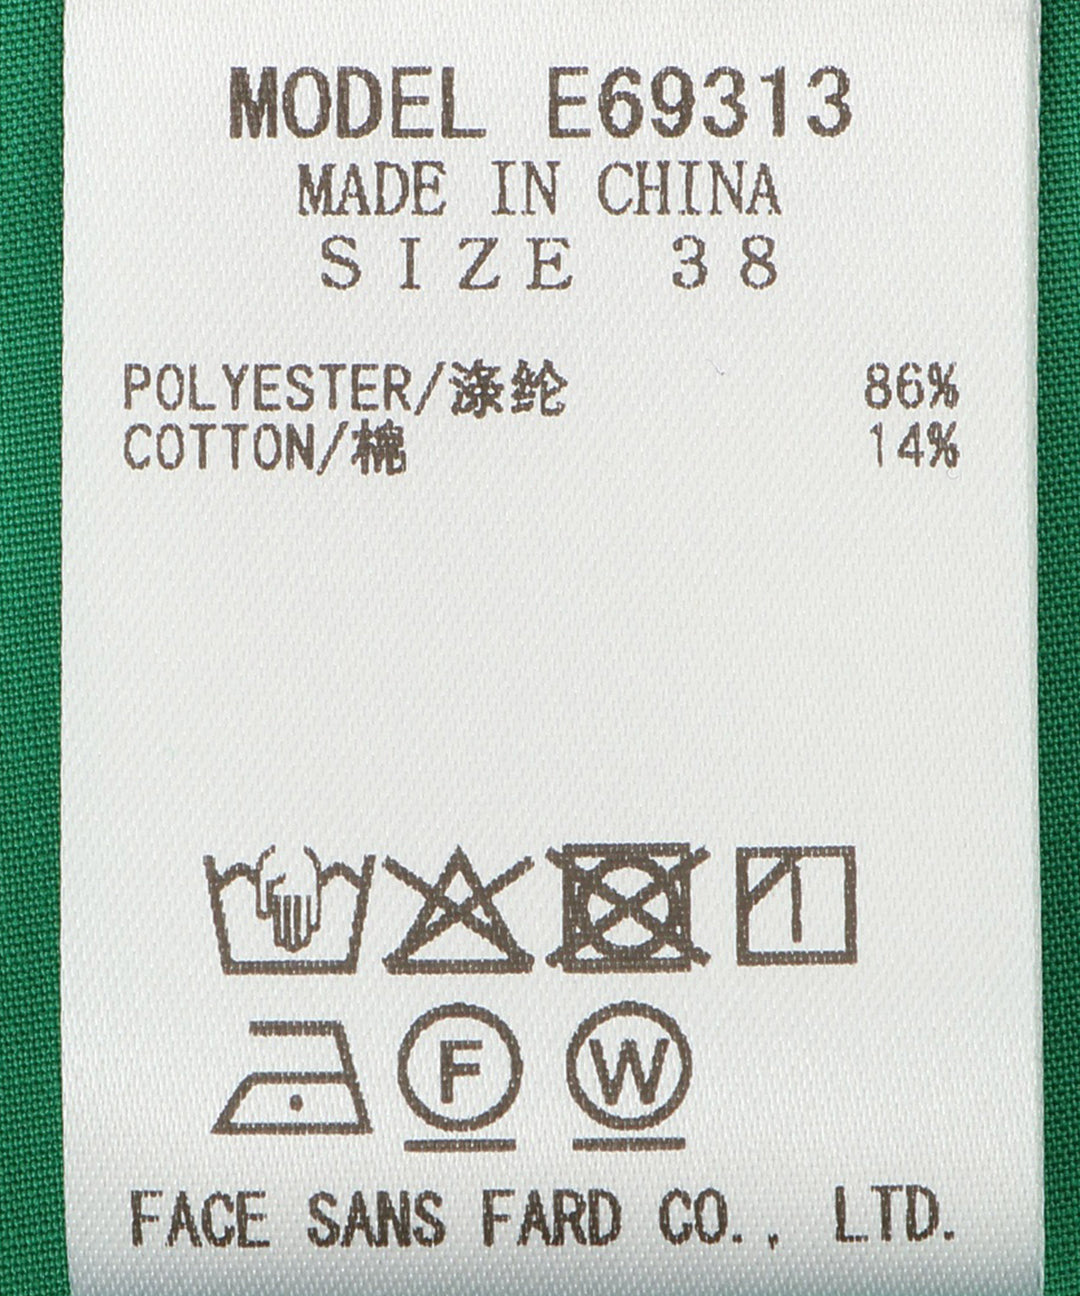 MODEL E69313
MADE IN CHINA
SIZE 38
POLYESTER/涤纶 86%
COTTON/棉 14%
F W
FACE SANS FARD CO., LTD.